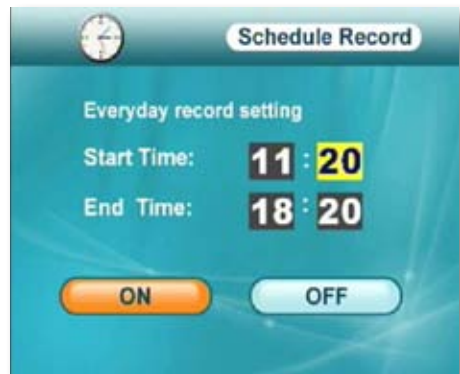 Schedule Record
Everyday record setting
Start Time: 11 : 20
End Time: 18 : 20
ON OFF